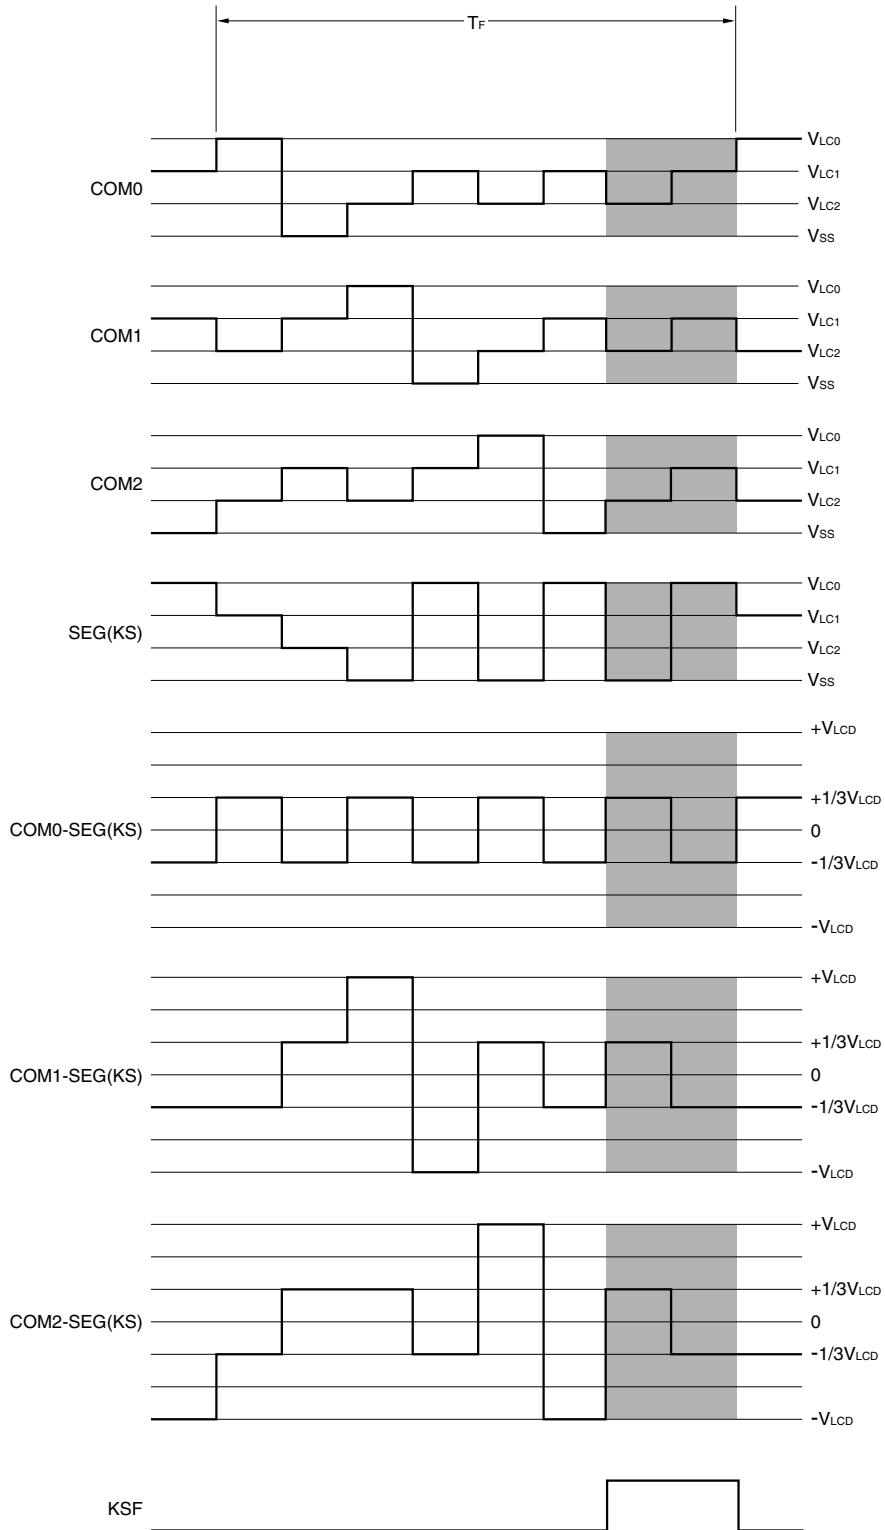 TF
COM0
VLC0
VLC1
VLC2
VSS
COM1
VLC0
VLC1
VLC2
VSS
COM2
VLC0
VLC1
VLC2
VSS
SEG(KS)
VLC0
VLC1
VLC2
VSS
COM0-SEG(KS)
+VLCD
+1/3VLCD
0
-1/3VLCD
-VLCD
COM1-SEG(KS)
+VLCD
+1/3VLCD
0
-1/3VLCD
-VLCD
COM2-SEG(KS)
+VLCD
+1/3VLCD
0
-1/3VLCD
-VLCD
KSF